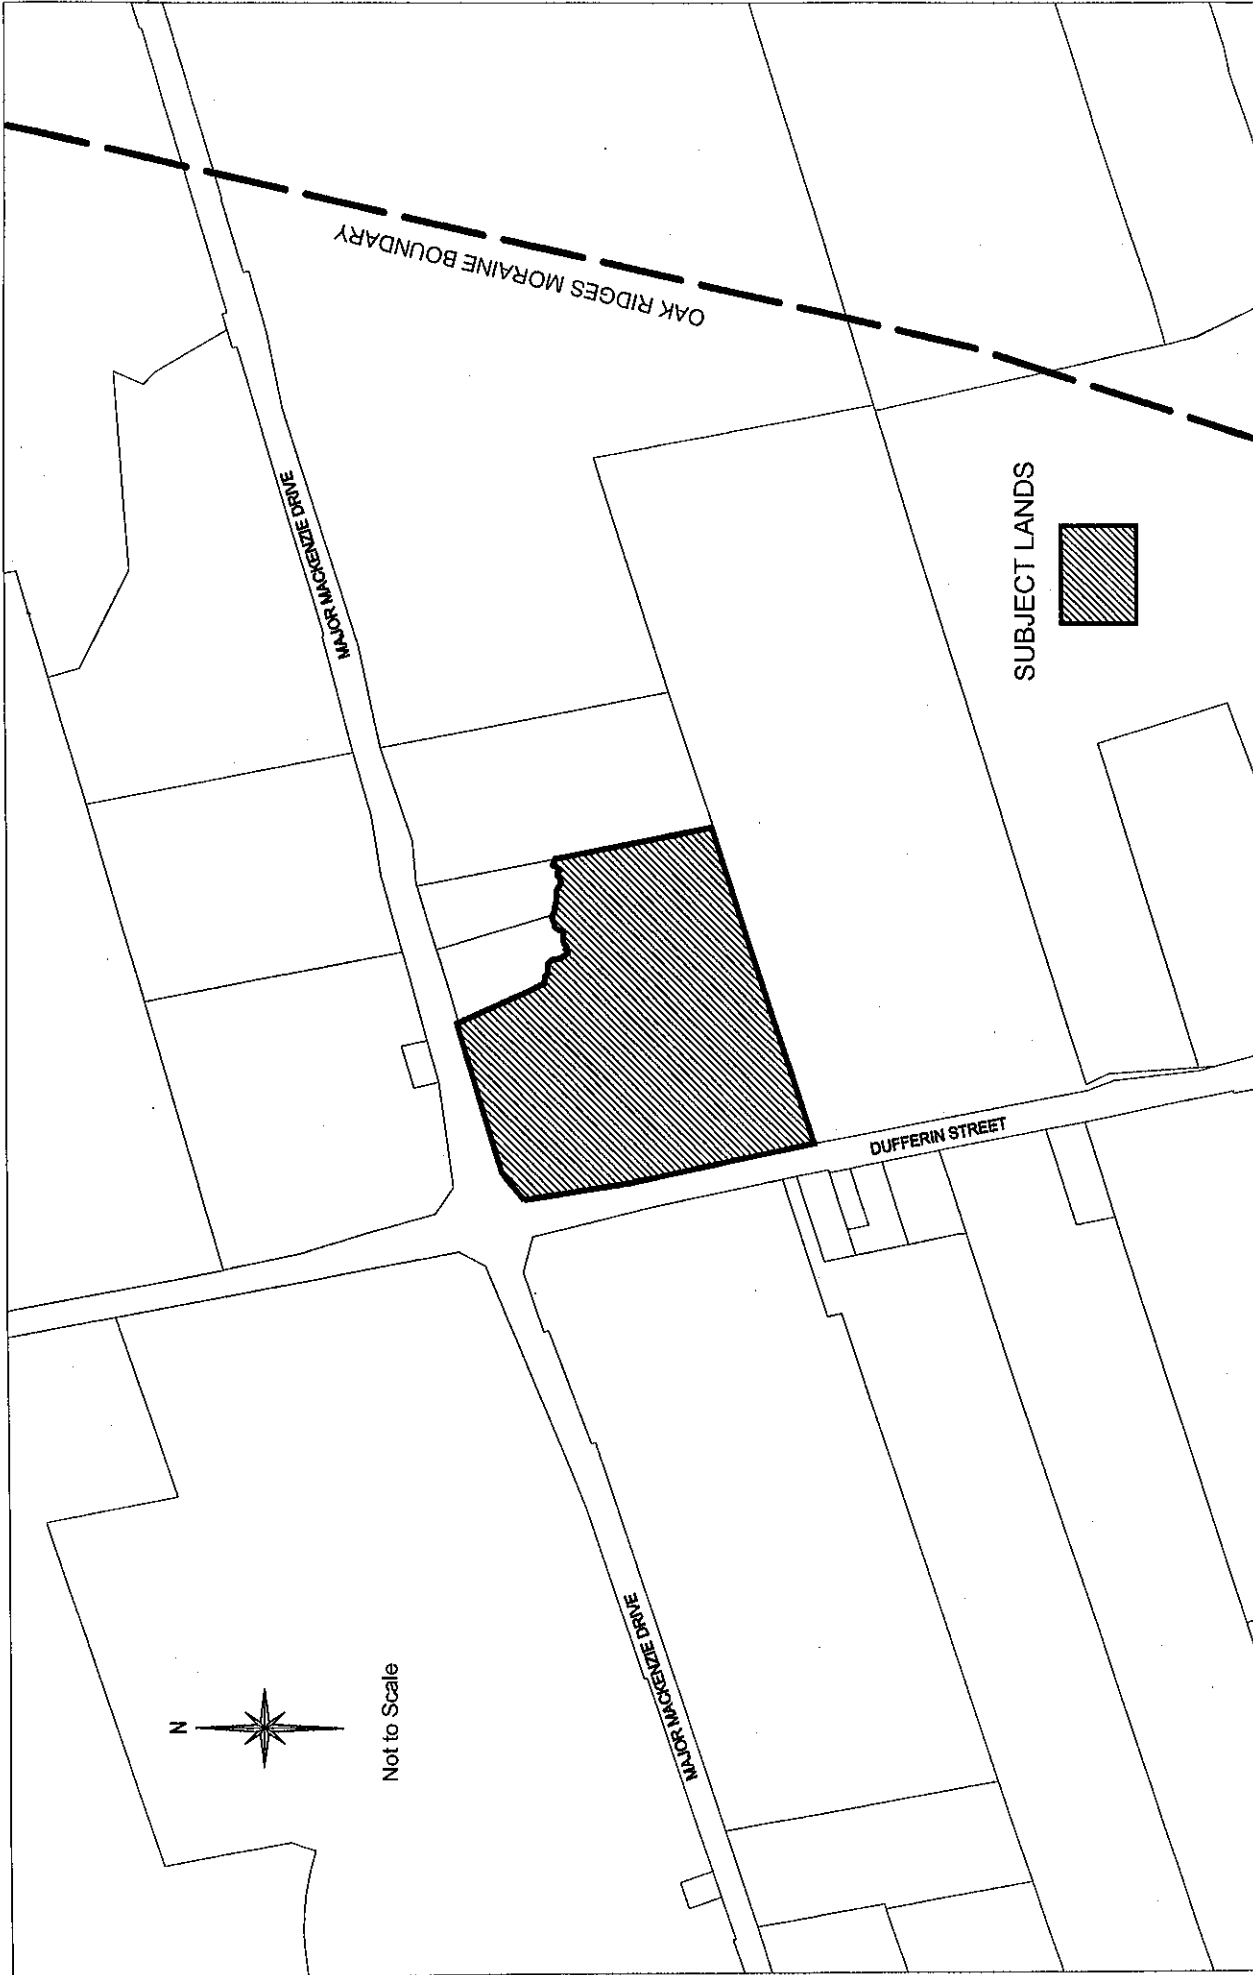 OAK RIDGES MORAINE BOUNDARY
MAJOR MACKENZIE DRIVE
SUBJECT LANDS
DUFFERIN STREET
MAJOR MACKENZIE DRIVE
N
Not to Scale